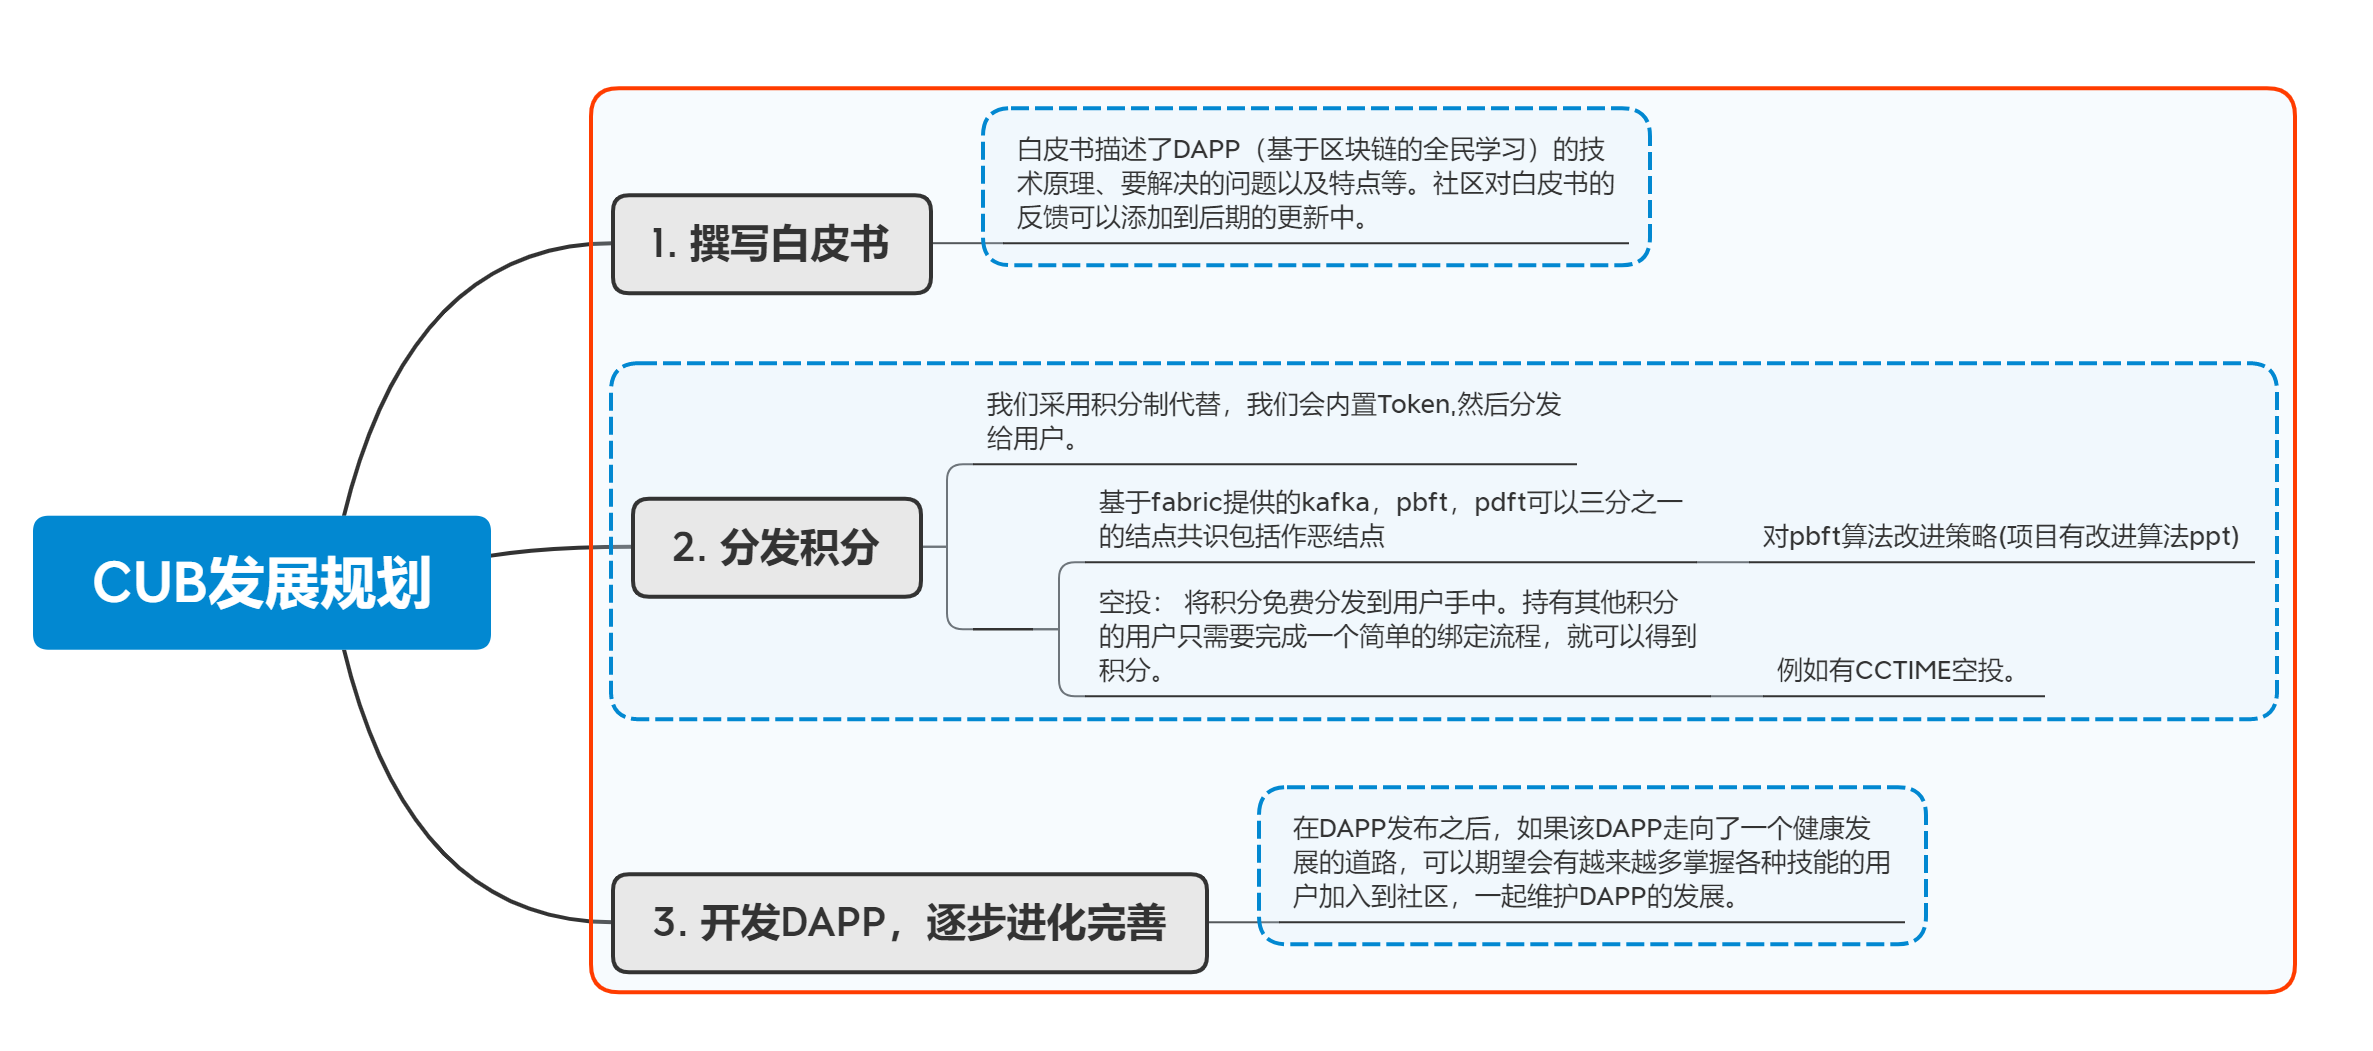 CUB发展规划
1. 撰写白皮书
白皮书描述了DAPP（基于区块链的全民学习）的技
术原理、要解决的问题以及特点等。社区对白皮书的
反馈可以添加到后期的更新中。
2. 分发积分
我们采用积分制代替，我们会内置Token,然后分发
给用户。
基于fabric提供的kafka，pbft，pdft可以三分之一
的结点共识包括作恶结点
对pbft算法改进策略(项目有改进算法ppt)
空投： 将积分免费分发到用户手中。持有其他积分
的用户只需要完成一个简单的绑定流程，就可以得到
积分。
例如有CCTIME空投。
3. 开发DAPP，逐步进化完善
在DAPP发布之后，如果该DAPP走向了一个健康发
展的道路，可以期望会有越来越多掌握各种技能的用
户加入到社区，一起维护DAPP的发展。